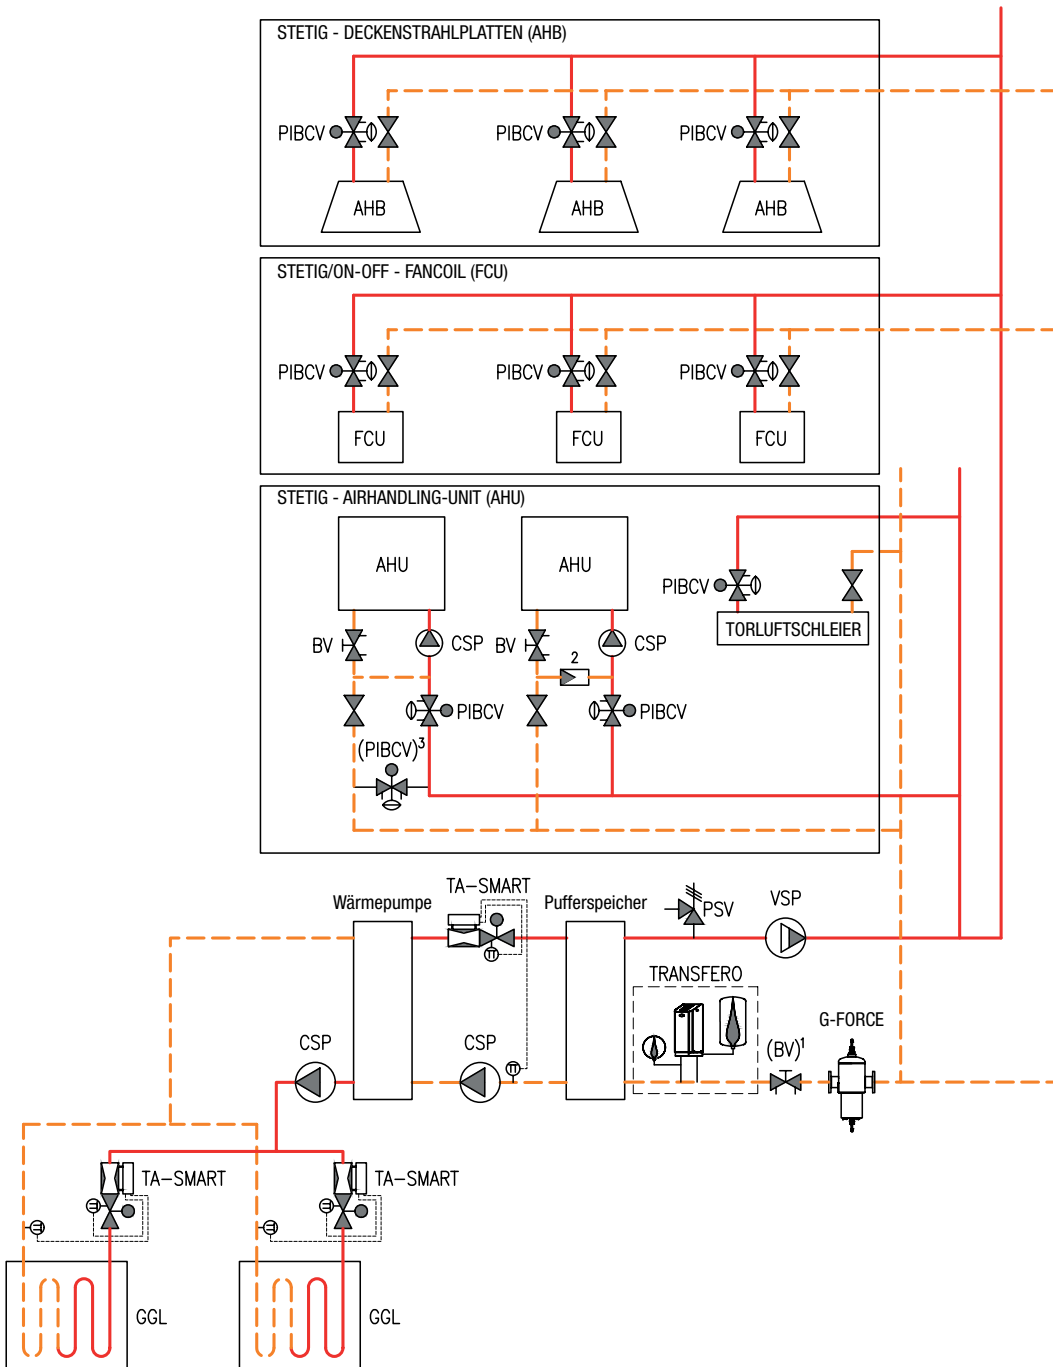 STETIG - DECKENSTRAHLPLATTEN (AHB)
PIBCV PIBCV PIBCV
AHB AHB AHB
STETIG/ON-OFF - FANCOIL (FCU)
PIBCV PIBCV PIBCV
FCU FCU FCU
STETIG - AIRHANDLING-UNIT (AHU)
AHU AHU
PIBCV
TORLUFTSCHLEIER
BV CSP BV CSP
2
PIBCV PIBCV
(PIBCV)³
TA-SMART
Wärmepumpe Pufferspeicher
PSV VSP
TRANSFERO
G-FORCE
CSP CSP (BV)¹
TA-SMART TA-SMART
GGL GGL